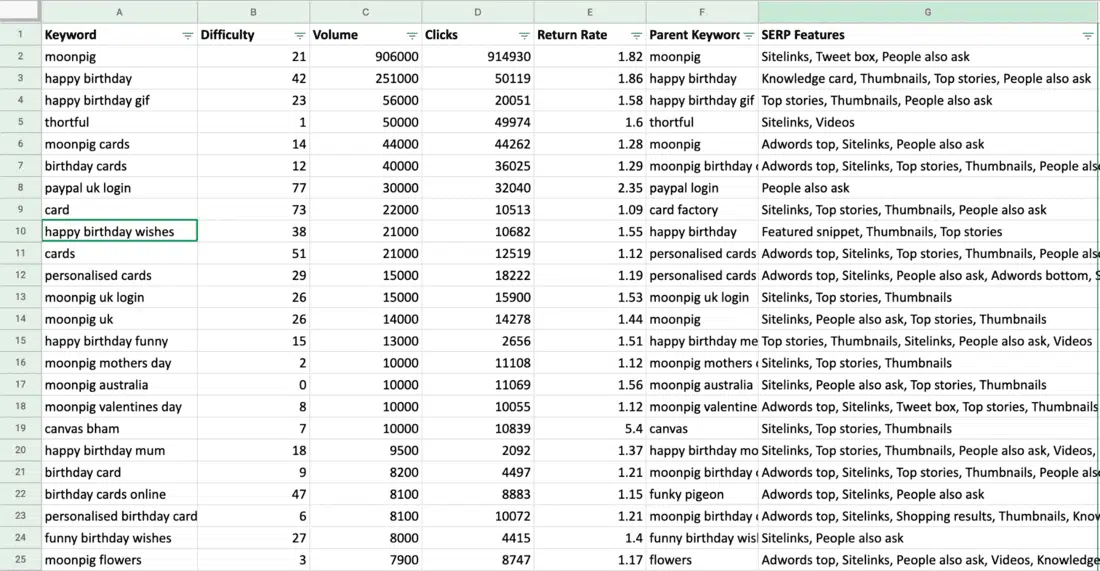 A B C D E F G
1 Keyword Difficulty Volume Clicks Return Rate Parent Keyword SERP Features
2 moonpig 21 906000 914930 1.82 moonpig Sitelinks, Tweet box, People also ask
3 happy birthday 42 251000 50119 1.86 happy birthday Knowledge card, Thumbnails, Top stories, People also ask
4 happy birthday gif 23 56000 20051 1.58 happy birthday gif Top stories, Thumbnails, People also ask
5 thortful 1 50000 49974 1.6 thortful Sitelinks, Videos
6 moonpig cards 14 44000 44262 1.28 moonpig Adwords top, Sitelinks, People also ask
7 birthday cards 12 40000 36025 1.29 moonpig birthday Adwords top, Sitelinks, Top stories, Thumbnails, People also
8 paypal uk login 77 30000 32040 2.35 paypal login People also ask
9 card 73 22000 10513 1.09 card factory Sitelinks, Top stories, Thumbnails, People also ask
10 happy birthday wishes 38 21000 10682 1.55 happy birthday Featured snippet, Thumbnails, Top stories
11 cards 51 21000 12519 1.12 personalised cards Adwords top, Sitelinks, Top stories, Thumbnails, People also
12 personalised cards 29 15000 18222 1.19 personalised cards Adwords top, Sitelinks, People also ask, Adwords bottom, S
13 moonpig uk login 26 15000 15900 1.53 moonpig uk login Sitelinks, Top stories, Thumbnails
14 moonpig uk 26 14000 14278 1.44 moonpig Sitelinks, People also ask, Top stories, Thumbnails
15 happy birthday funny 15 13000 2656 1.51 happy birthday me Top stories, Thumbnails, Sitelinks, People also ask, Videos
16 moonpig mothers day 2 10000 11108 1.12 moonpig mothers Sitelinks, Top stories, Thumbnails
17 moonpig australia 0 10000 11069 1.56 moonpig australia Sitelinks, People also ask, Top stories, Thumbnails
18 moonpig valentines day 8 10000 10055 1.12 moonpig valentine Adwords top, Sitelinks, Tweet box, Top stories, Thumbnails
19 canvas bham 7 10000 10839 5.4 canvas Sitelinks, Top stories, Thumbnails
20 happy birthday mum 18 9500 2092 1.37 happy birthday mo Sitelinks, Top stories, Thumbnails, People also ask, Videos,
21 birthday card 9 8200 4497 1.21 moonpig birthday Adwords top, Sitelinks, Top stories, Thumbnails, People also
22 birthday cards online 47 8100 8883 1.15 funky pigeon Adwords top, Sitelinks, People also ask
23 personalised birthday card 6 8100 10072 1.21 moonpig birthday Adwords top, Sitelinks, Shopping results, Thumbnails, Know
24 funny birthday wishes 27 8000 4415 1.4 funny birthday wis Sitelinks, People also ask
25 moonpig flowers 3 7900 8747 1.17 flowers Adwords top, Sitelinks, People also ask, Videos, Knowledge